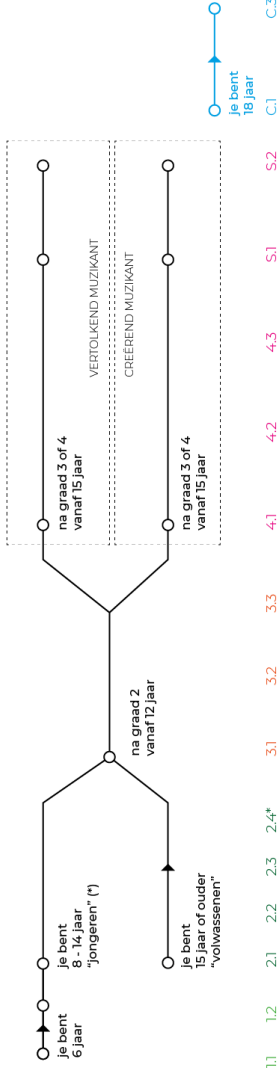 je bent
6 jaar
je bent
8 - 14 jaar
“jongeren” (*)
je bent
15 jaar of ouder
“volwassenen”
na graad 2
vanaf 12 jaar
na graad 3 of 4
vanaf 15 jaar
VERTOLKEND MUZIKANT
CREËREND MUZIKANT
na graad 3 of 4
vanaf 15 jaar
je bent
18 jaar
1.1 1.2 2.1 2.2 2.3 2.4* 3.1 3.2 3.3 4.1 4.2 4.3 S.1 S.2 C.1 C.3